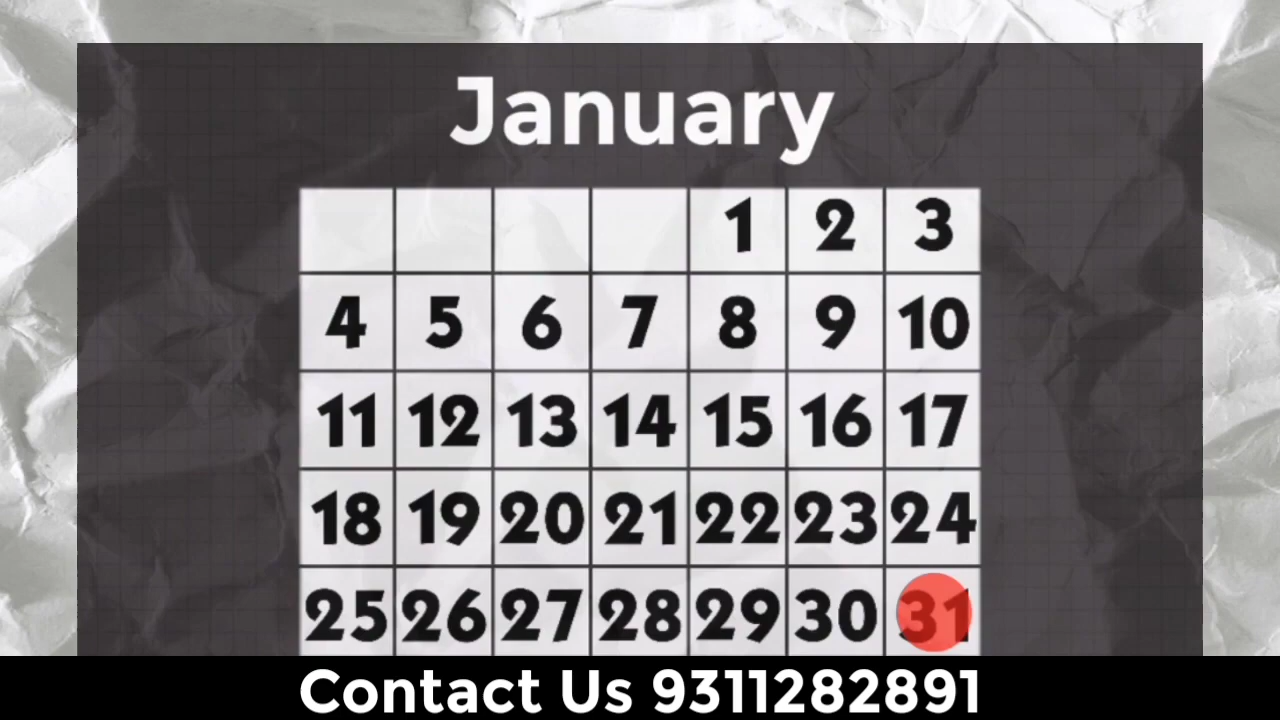 January
1 2 3
4 5 6 7 8 9 10
11 12 13 14 15 16 17
18 19 20 21 22 23 24
25 26 27 28 29 30 31
Contact Us 9311282891